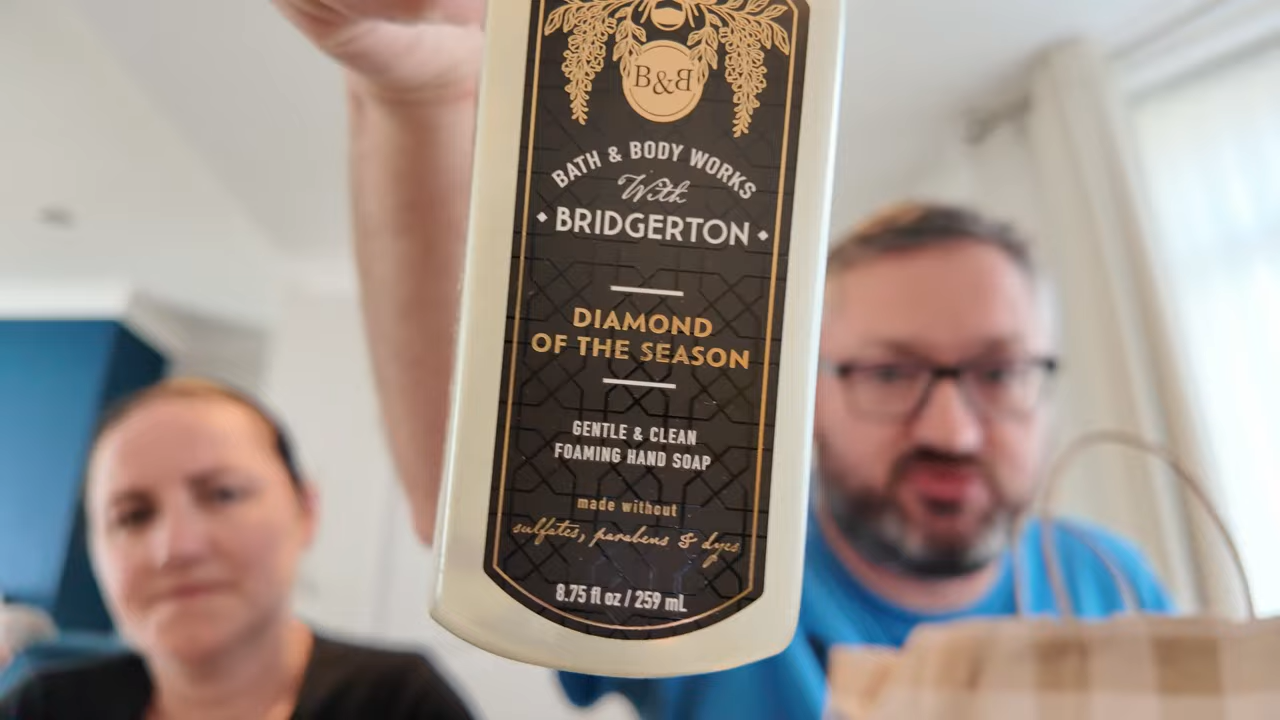 B&B
BATH & BODY WORKS
With
BRIDGERTON
DIAMOND
OF THE SEASON
GENTLE & CLEAN
FOAMING HAND SOAP
made without
sulfates, parabens & dyes
8.75 fl oz / 259 mL